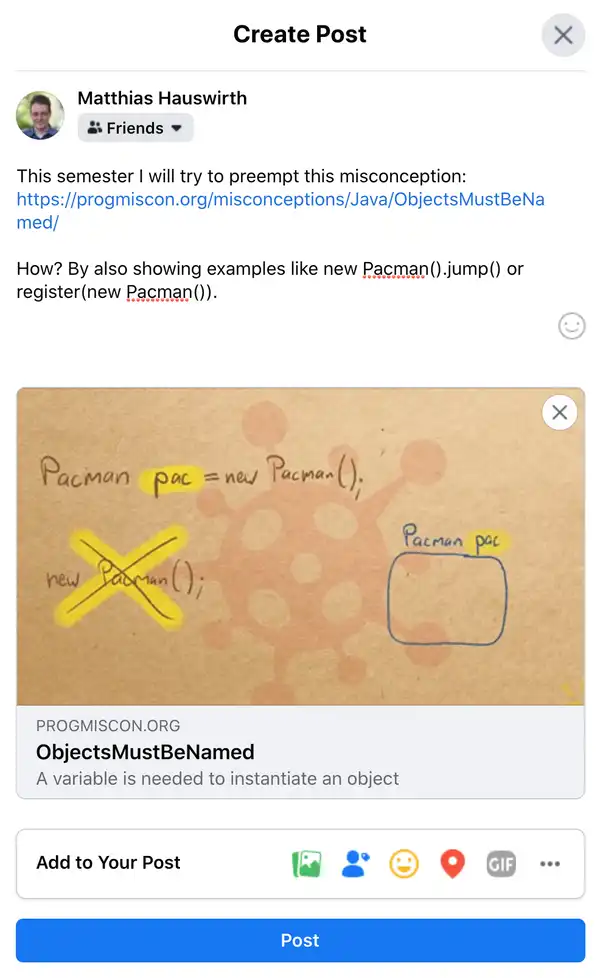 Create Post
Matthias Hauswirth
Friends
This semester I will try to preempt this misconception:
https://progmiscon.org/misconceptions/Java/ObjectsMustBeNa
med/
How? By also showing examples like new Pacman().jump() or
register(new Pacman()).
Pacman pac = new Pacman();
Pacman pac
new Pacman();
PROGMISCON.ORG
ObjectsMustBeNamed
A variable is needed to instantiate an object
Add to Your Post
GIF
Post